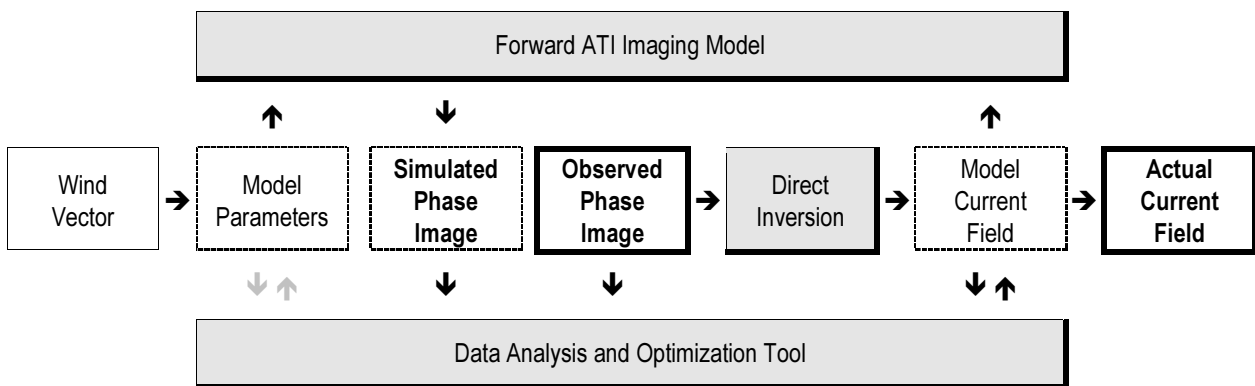 Forward ATI Imaging Model
Wind
Vector
Model
Parameters
Simulated
Phase
Image
Observed
Phase
Image
Direct
Inversion
Model
Current
Field
Actual
Current
Field
Data Analysis and Optimization Tool